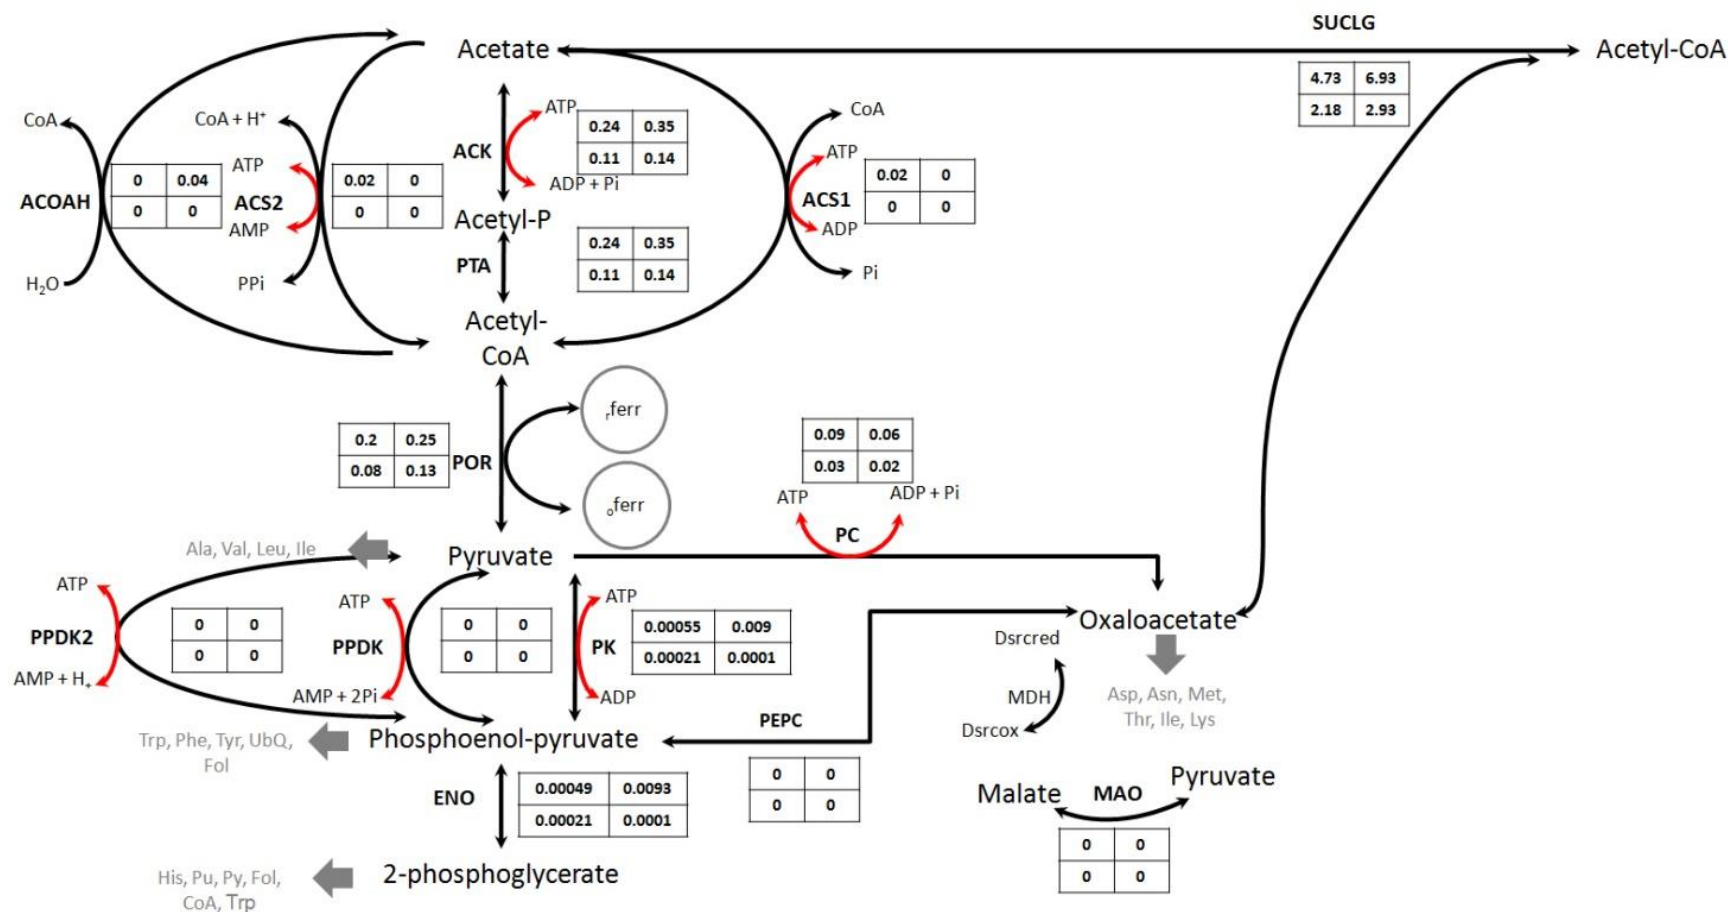 SUCLG
Acetate
Acetyl-CoA
4.73 6.93
2.18 2.93
CoA
CoA + H⁺
ATP
ACK
0.24 0.35
0.11 0.14
ADP + Pi
CoA
ATP
ACS1
ADP
0.02 0
0 0
Pi
ACOAH
0 0.04
0 0
ATP
ACS2
AMP
0.02 0
0 0
H₂O
PPi
Acetyl-P
PTA
0.24 0.35
0.11 0.14
Acetyl-
CoA
ᵣferr
0.2 0.25
0.08 0.13
POR
ₒferr
0.09 0.06
0.03 0.02
ATP
ADP + Pi
PC
Ala, Val, Leu, Ile
Pyruvate
ATP
PPDK2
AMP + H₊
0 0
0 0
ATP
PPDK
AMP + 2Pi
0 0
0 0
ATP
PK
ADP
0.00055 0.009
0.00021 0.0001
Oxaloacetate
Dsrcred
MDH
Dsrcox
Asp, Asn, Met,
Thr, Ile, Lys
PEPC
0 0
0 0
Trp, Phe, Tyr, UbQ,
Fol
Phosphoenol-pyruvate
ENO
0.00049 0.0093
0.00021 0.0001
Malate
MAO
Pyruvate
0 0
0 0
His, Pu, Py, Fol,
CoA, Trp
2-phosphoglycerate